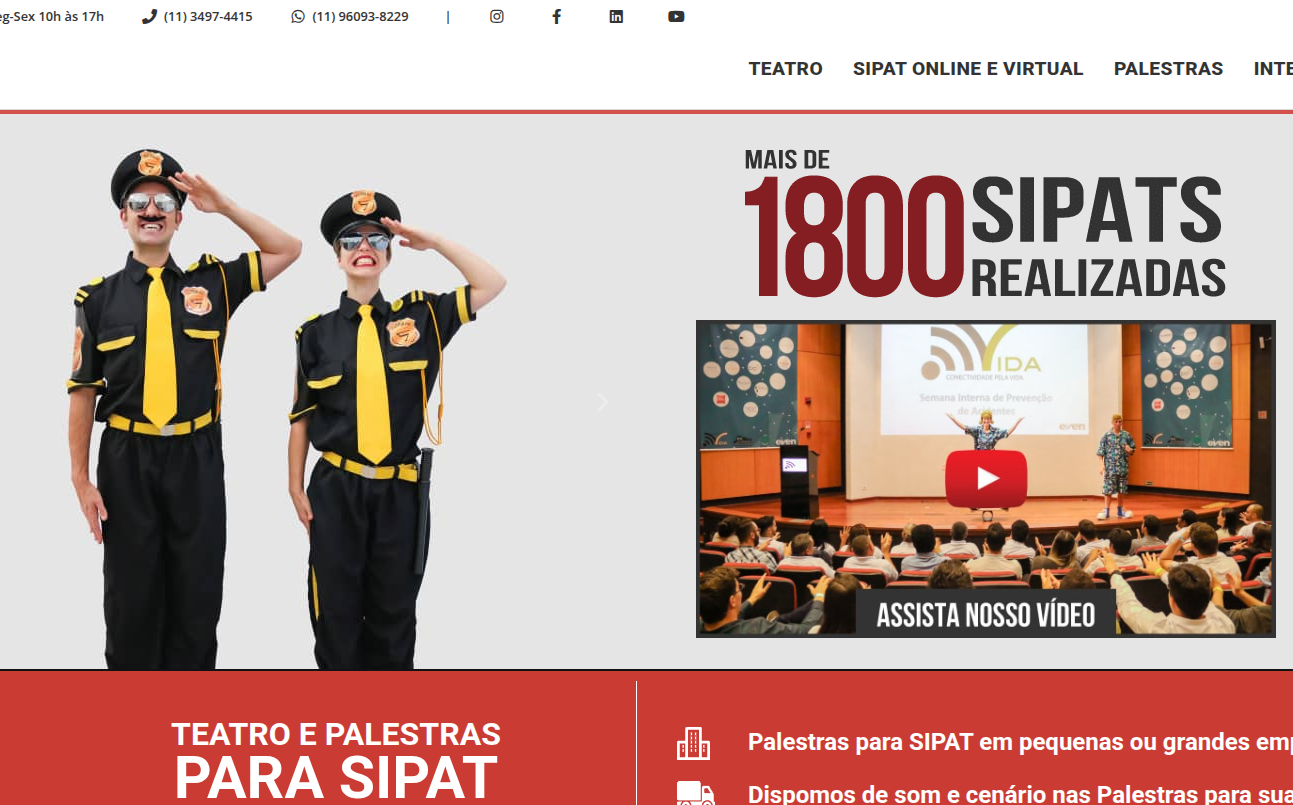 eg-Sex 10h às 17h (11) 3497-4415 (11) 96093-8229 |
TEATRO SIPAT ONLINE E VIRTUAL PALESTRAS INTE
MAIS DE
1800 SIPATS
REALIZADAS
VIDA
CONECTIVIDADE PELA VIDA
Semana Interna de Prevenção
de Acidentes
even
even
even
ASSISTA NOSSO VÍDEO
TEATRO E PALESTRAS
PARA SIPAT
Palestras para SIPAT em pequenas ou grandes emp
Dispomos de som e cenário nas Palestras para sua